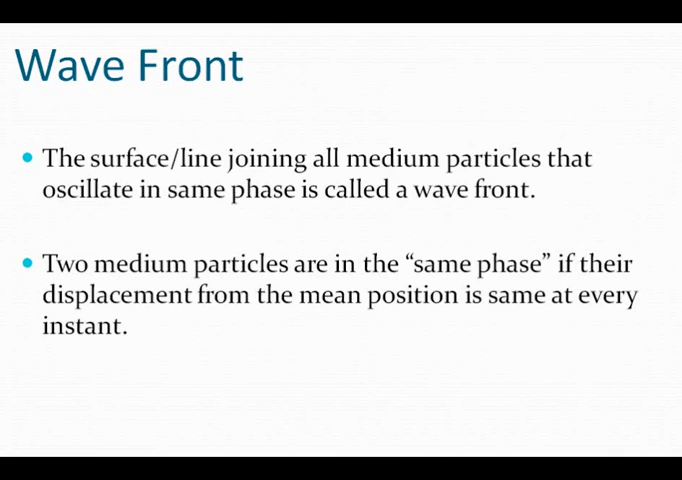 Wave Front
• The surface/line joining all medium particles that
oscillate in same phase is called a wave front.
• Two medium particles are in the “same phase” if their
displacement from the mean position is same at every
instant.